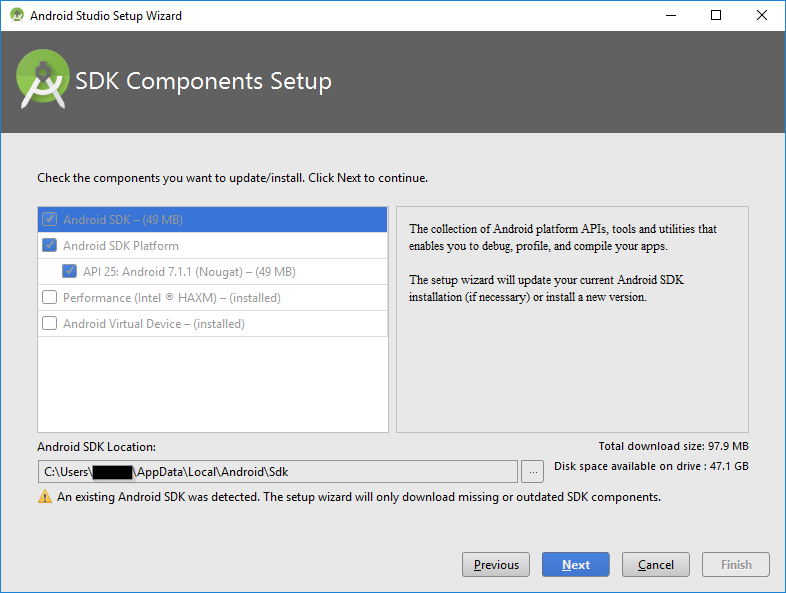 Android Studio Setup Wizard
SDK Components Setup
Check the components you want to update/install. Click Next to continue.
Android SDK – (49 MB)
Android SDK Platform
API 25: Android 7.1.1 (Nougat) – (49 MB)
Performance (Intel ® HAXM) – (installed)
Android Virtual Device – (installed)
The collection of Android platform APIs, tools and utilities that
enables you to debug, profile, and compile your apps.
The setup wizard will update your current Android SDK
installation (if necessary) or install a new version.
Android SDK Location:
Total download size: 97.9 MB
C:\Users\ \AppData\Local\Android\Sdk
...
Disk space available on drive : 47.1 GB
An existing Android SDK was detected. The setup wizard will only download missing or outdated SDK components.
Previous
Next
Cancel
Finish